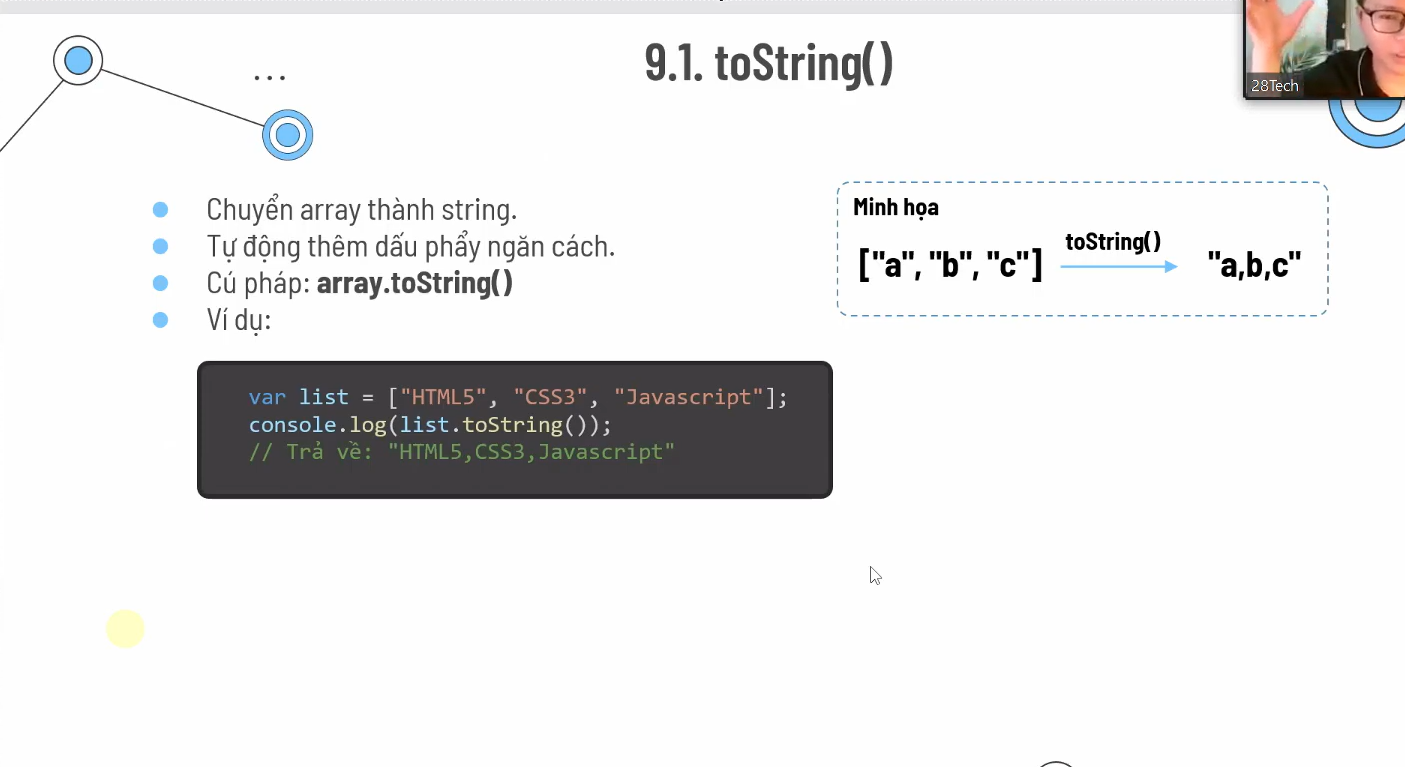 9.1. toString()
...
28Tech
Chuyển array thành string.
Tự động thêm dấu phẩy ngăn cách.
Cú pháp: array.toString()
Ví dụ:
Minh họa
["a", "b", "c"] toString() "a,b,c"
var list = ["HTML5", "CSS3", "Javascript"];
console.log(list.toString());
// Trả về: "HTML5,CSS3,Javascript"